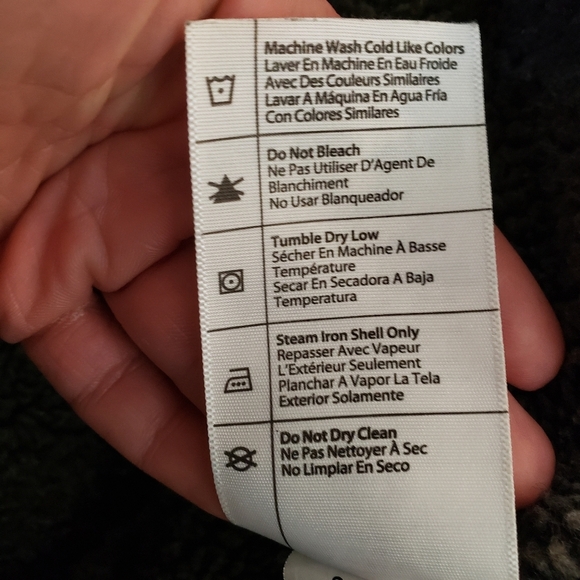 Machine Wash Cold Like Colors
Laver En Machine En Eau Froide
Avec Des Couleurs Similaires
Lavar A Máquina En Agua Fría
Con Colores Similares
Do Not Bleach
Ne Pas Utiliser D'Agent De
Blanchiment
No Usar Blanqueador
Tumble Dry Low
Sécher En Machine À Basse
Température
Secar En Secadora A Baja
Temperatura
Steam Iron Shell Only
Repasser Avec Vapeur
L'Extérieur Seulement
Planchar A Vapor La Tela
Exterior Solamente
Do Not Dry Clean
Ne Pas Nettoyer À Sec
No Limpiar En Seco